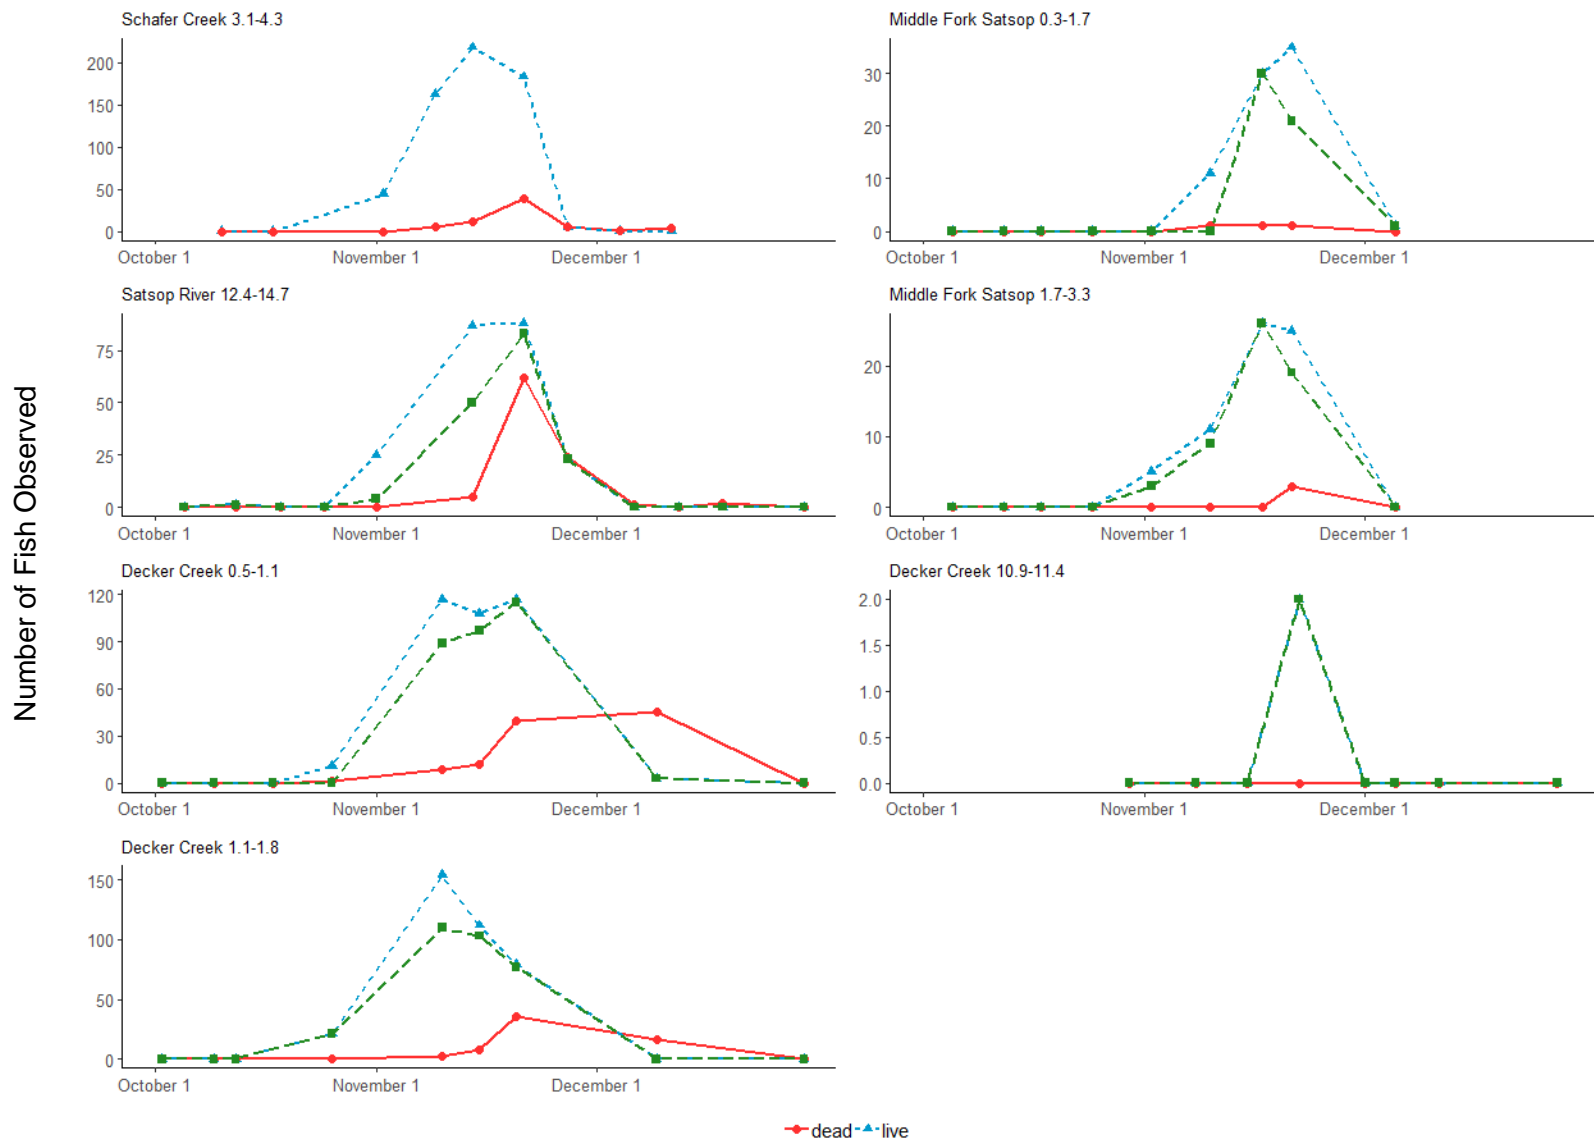 Number of Fish Observed
Schafer Creek 3.1-4.3
200
150
100
50
0
October 1 November 1 December 1
Middle Fork Satsop 0.3-1.7
30
20
10
0
October 1 November 1 December 1
Satsop River 12.4-14.7
75
50
25
0
October 1 November 1 December 1
Middle Fork Satsop 1.7-3.3
20
10
0
October 1 November 1 December 1
Decker Creek 0.5-1.1
120
90
60
30
0
October 1 November 1 December 1
Decker Creek 10.9-11.4
2.0
1.5
1.0
0.5
0.0
October 1 November 1 December 1
Decker Creek 1.1-1.8
150
100
50
0
October 1 November 1 December 1
dead live